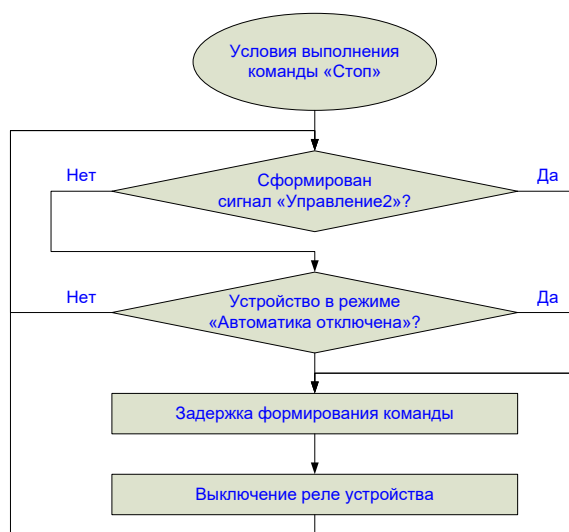 Условия выполнения
команды «Стоп»
Нет
Да
Сформирован
сигнал «Управление2»?
Нет
Да
Устройство в режиме
«Автоматика отключена»?
Задержка формирования команды
Выключение реле устройства